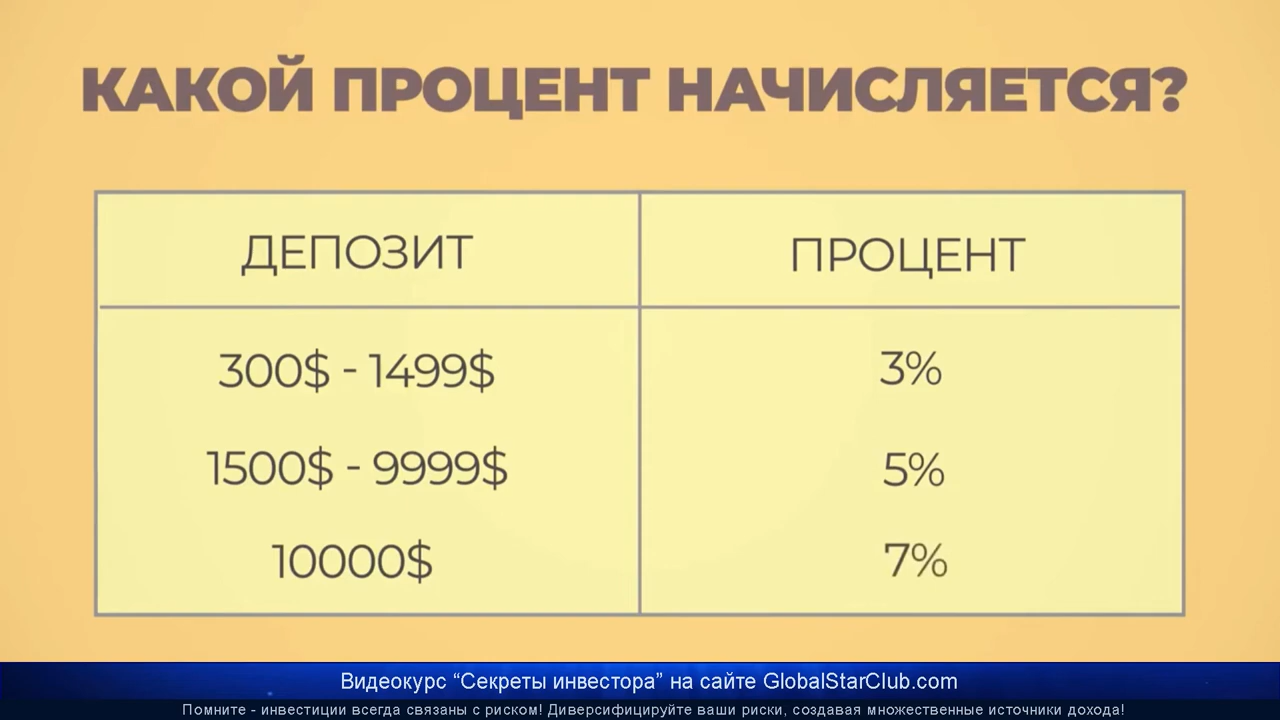 КАКОЙ ПРОЦЕНТ НАЧИСЛЯЕТСЯ?
ДЕПОЗИТ ПРОЦЕНТ
300$ - 1499$ 3%
1500$ - 9999$ 5%
10000$ 7%
Видеокурс “Секреты инвестора” на сайте GlobalStarClub.com
Помните - инвестиции всегда связаны с риском! Диверсифицируйте ваши риски, создавая множественные источники дохода!